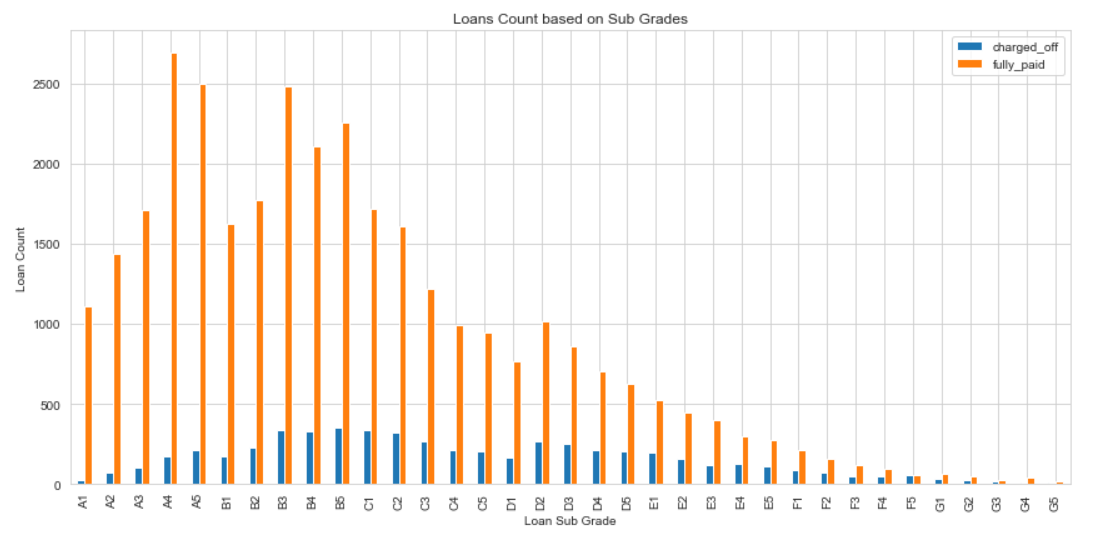 Loans Count based on Sub Grades
charged_off
fully_paid
Loan Count
2500
2000
1500
1000
500
0
A1 A2 A3 A4 A5 B1 B2 B3 B4 B5 C1 C2 C3 C4 C5 D1 D2 D3 D4 D5 E1 E2 E3 E4 E5 F1 F2 F3 F4 F5 G1 G2 G3 G4 G5
Loan Sub Grade